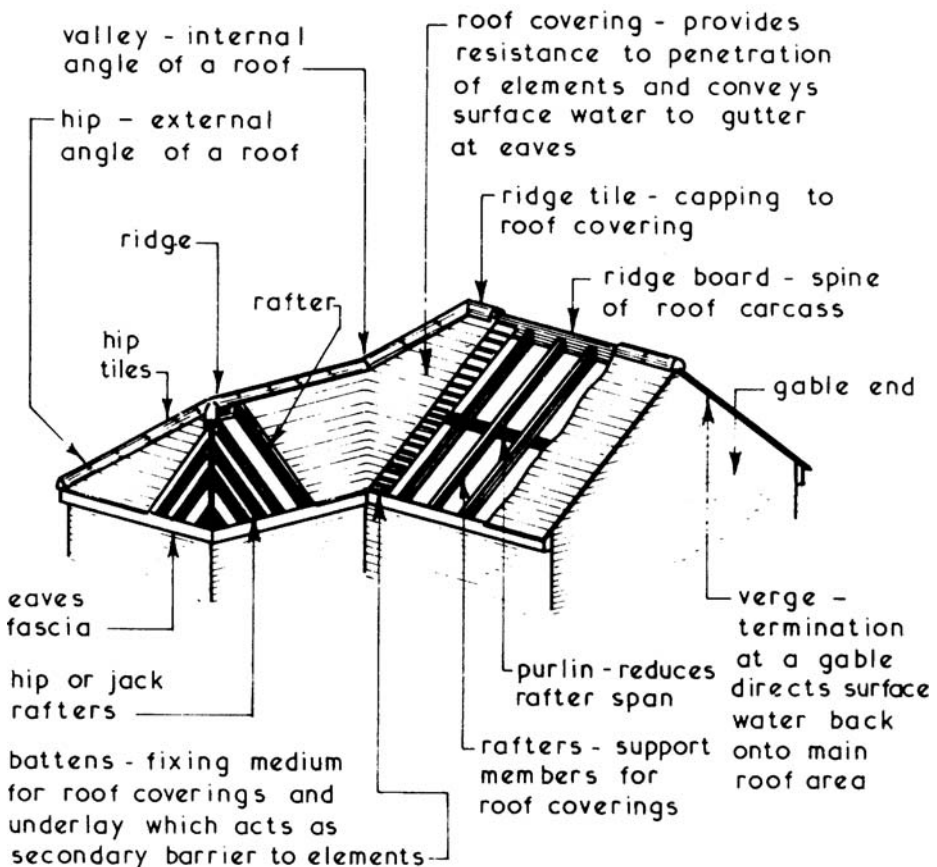 valley - internal
angle of a roof
hip - external
angle of a roof
roof covering - provides
resistance to penetration
of elements and conveys
surface water to gutter
at eaves
ridge tile - capping to
roof covering
ridge
ridge board - spine
of roof carcass
rafter
hip
tiles
gable end
eaves
fascia
hip or jack
rafters
battens - fixing medium
for roof coverings and
underlay which acts as
secondary barrier to elements
purlin - reduces
rafter span
rafters - support
members for
roof coverings
verge -
termination
at a gable
directs surface
water back
onto main
roof area